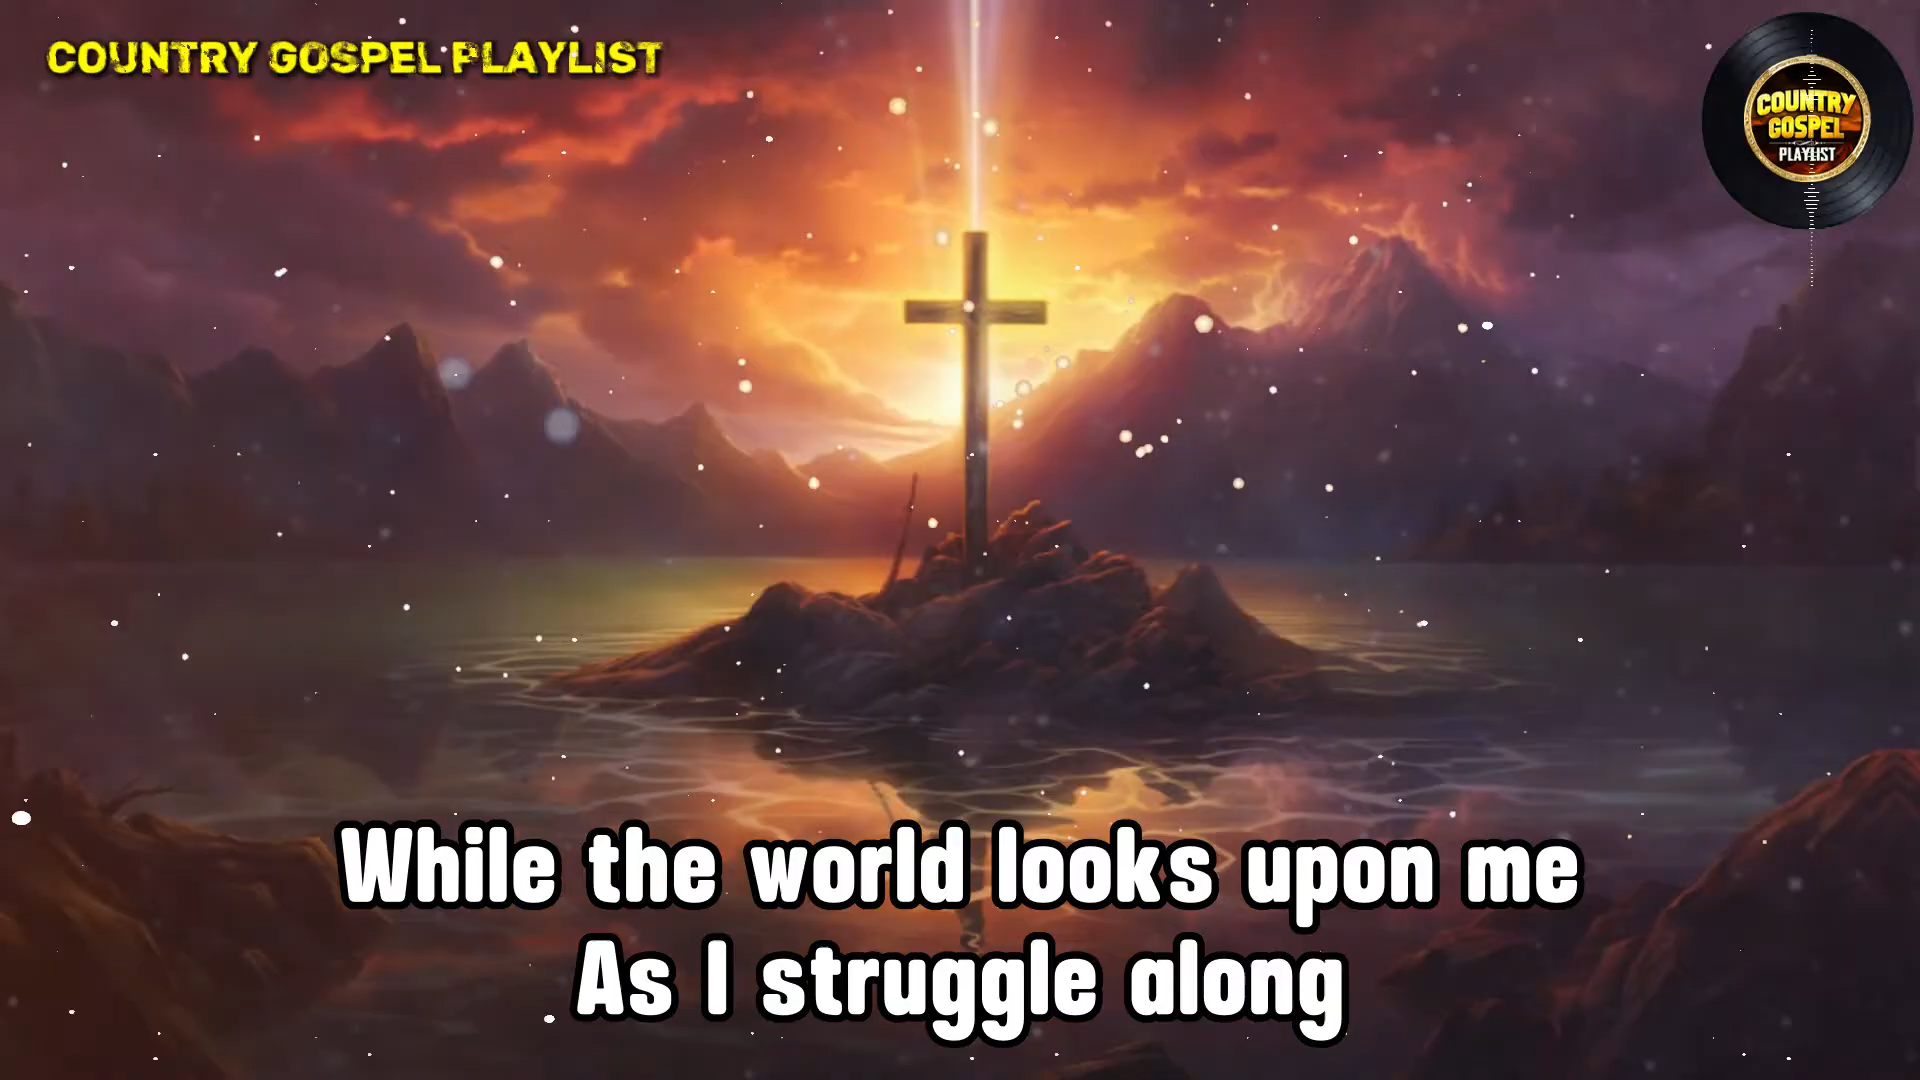 COUNTRY GOSPEL PLAYLIST
COUNTRY
GOSPEL
PLAYLIST
While the world looks upon me
As I struggle along